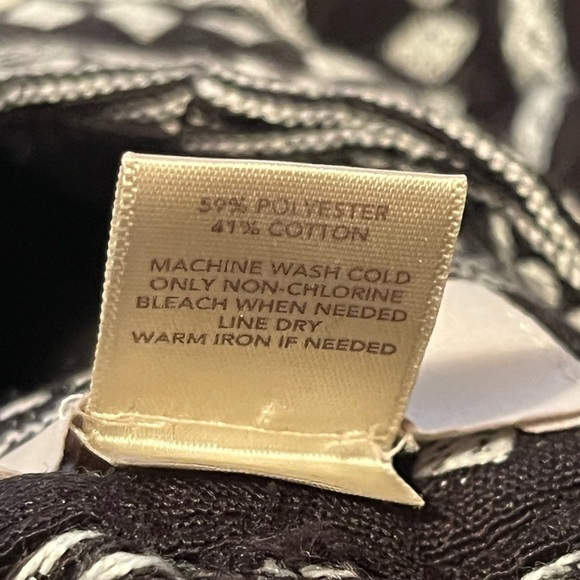 59% POLYESTER
41% COTTON
MACHINE WASH COLD
ONLY NON-CHLORINE
BLEACH WHEN NEEDED
LINE DRY
WARM IRON IF NEEDED